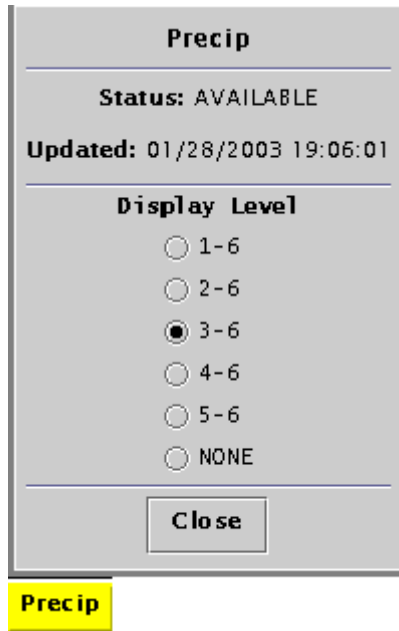 Precip
Status: AVAILABLE
Updated: 01/28/2003 19:06:01
Display Level
1-6
2-6
3-6
4-6
5-6
NONE
Close
Precip